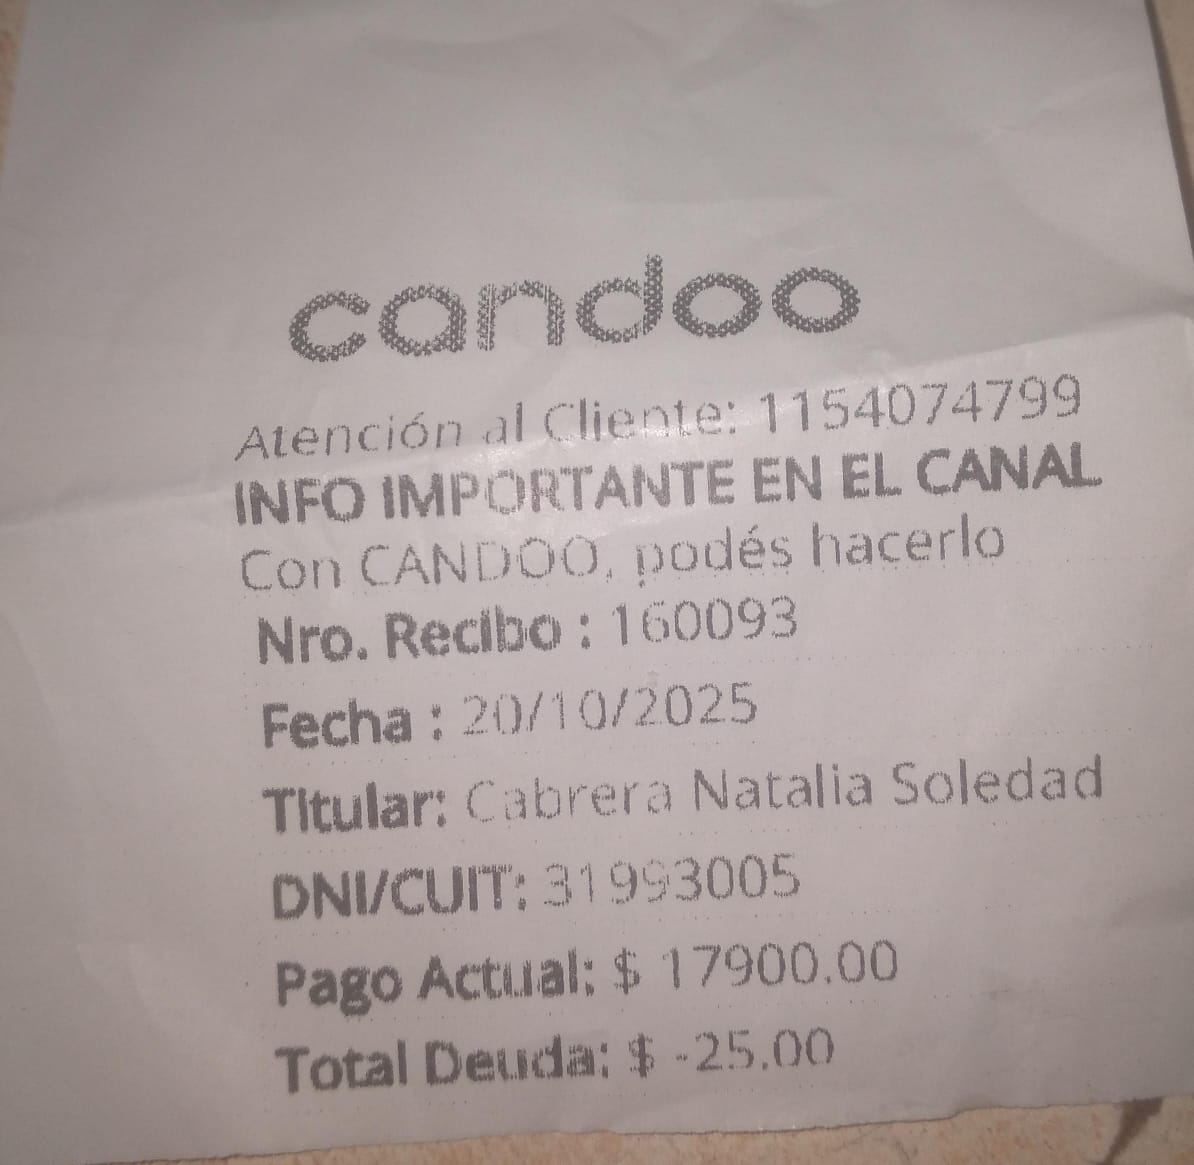 candoo
Atención al Cliente: 1154074799
INFO IMPORTANTE EN EL CANAL
Con CANDOO, podés hacerlo
Nro. Recibo : 160093
Fecha : 20/10/2025
Titular: Cabrera Natalia Soledad
DNI/CUIT: 31993005
Pago Actual: $ 17900.00
Total Deuda: $ -25.00